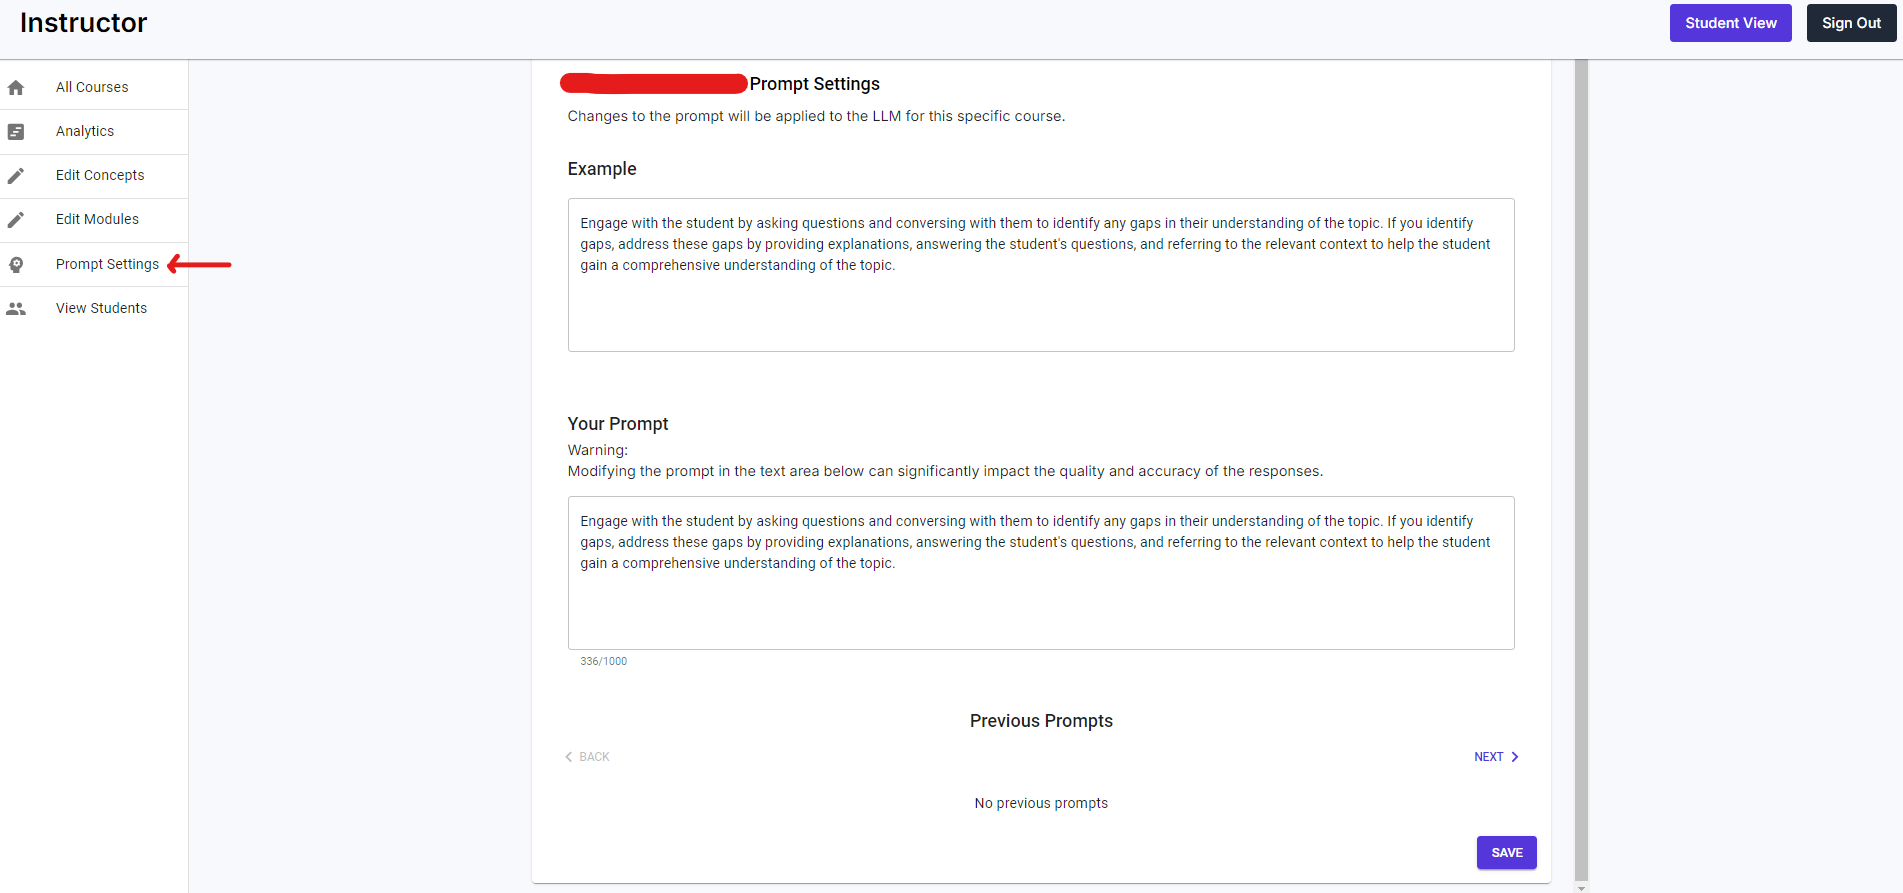 Instructor
Student View
Sign Out
All Courses
Analytics
Edit Concepts
Edit Modules
Prompt Settings
View Students
Prompt Settings
Changes to the prompt will be applied to the LLM for this specific course.
Example
Engage with the student by asking questions and conversing with them to identify any gaps in their understanding of the topic. If you identify
gaps, address these gaps by providing explanations, answering the student's questions, and referring to the relevant context to help the student
gain a comprehensive understanding of the topic.
Your Prompt
Warning:
Modifying the prompt in the text area below can significantly impact the quality and accuracy of the responses.
Engage with the student by asking questions and conversing with them to identify any gaps in their understanding of the topic. If you identify
gaps, address these gaps by providing explanations, answering the student's questions, and referring to the relevant context to help the student
gain a comprehensive understanding of the topic.
336/1000
Previous Prompts
BACK
NEXT
No previous prompts
SAVE